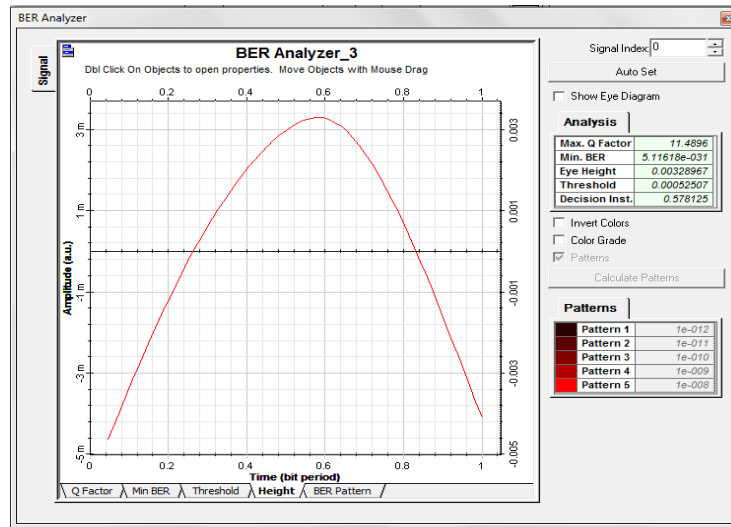 BER Analyzer
Signal
BER Analyzer_3
Dbl Click On Objects to open properties. Move Objects with Mouse Drag
0 0.2 0.4 0.6 0.8 1
3 m
1 m
-1 m
-3 m
-5 m
Amplitude (a.u.)
0.003
0.001
-0.001
-0.003
-0.005
0 0.2 0.4 0.6 0.8 1
Time (bit period)
Q Factor Min BER Threshold Height BER Pattern
Signal Index: 0
Auto Set
Show Eye Diagram
Analysis
Max. Q Factor 11.4896
Min. BER 5.11618e-031
Eye Height 0.00328967
Threshold 0.00052507
Decision Inst. 0.578125
Invert Colors
Color Grade
Patterns
Calculate Patterns
Patterns
Pattern 1 1e-012
Pattern 2 1e-011
Pattern 3 1e-010
Pattern 4 1e-009
Pattern 5 1e-008